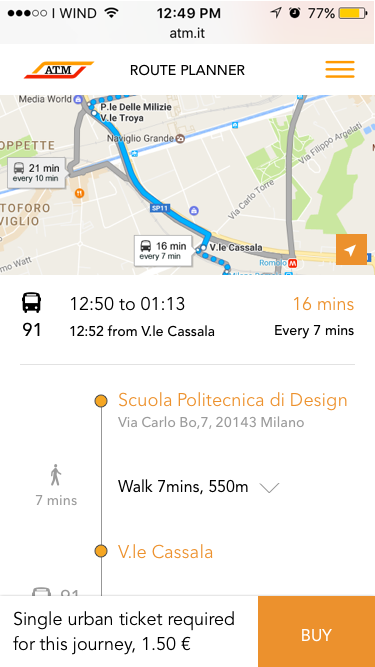 I WIND 12:49 PM 77%
atm.it
ATM ROUTE PLANNER
Media World
P.le Delle Milizie
V.le Troya
Naviglio Grande
Via Filippo Argelati
OPPETTE
21 min
every 10 min
Via Carlo Torre
TOFORO
VIGLIO
SP11
16 min
every 7 min
V.le Cassala
Romolo M
mo Watt
Milano
12:50 to 01:13 16 mins
91 12:52 from V.le Cassala Every 7 mins
Scuola Politecnica di Design
Via Carlo Bo,7, 20143 Milano
Walk 7mins, 550m
7 mins
V.le Cassala
91
Single urban ticket required
for this journey, 1.50 €
BUY